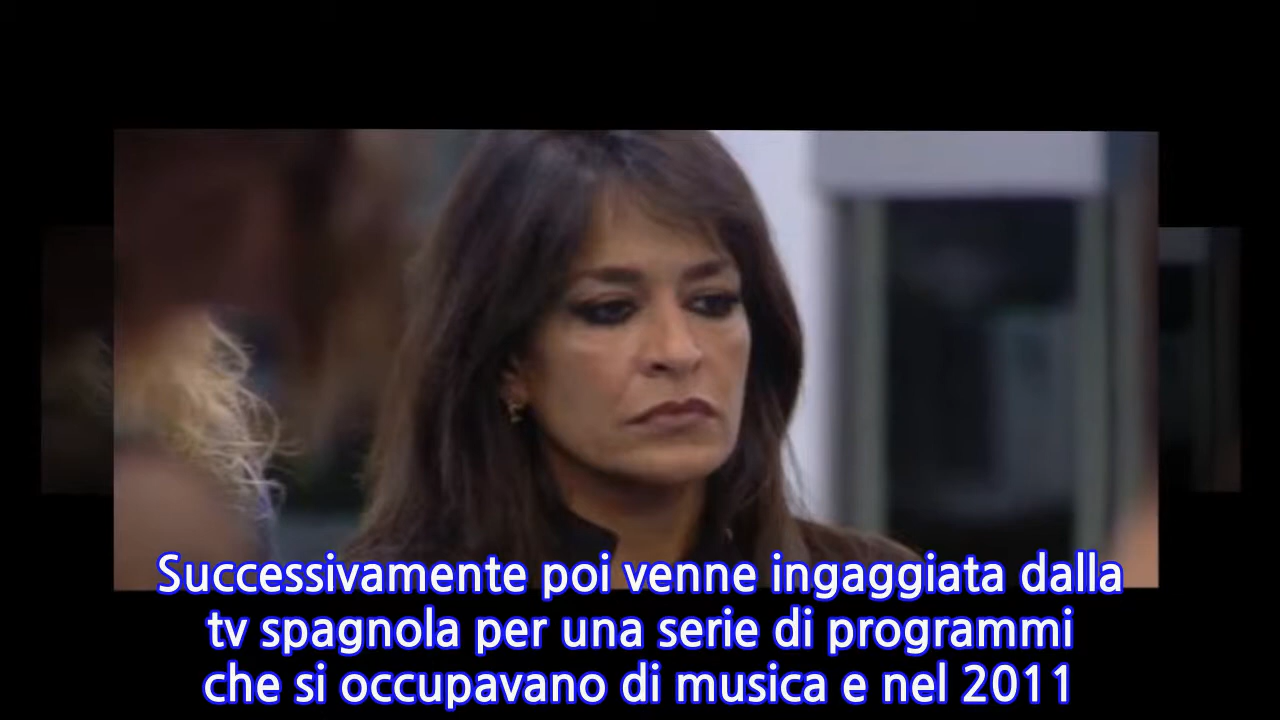 Successivamente poi venne ingaggiata dalla
tv spagnola per una serie di programmi
che si occupavano di musica e nel 2011